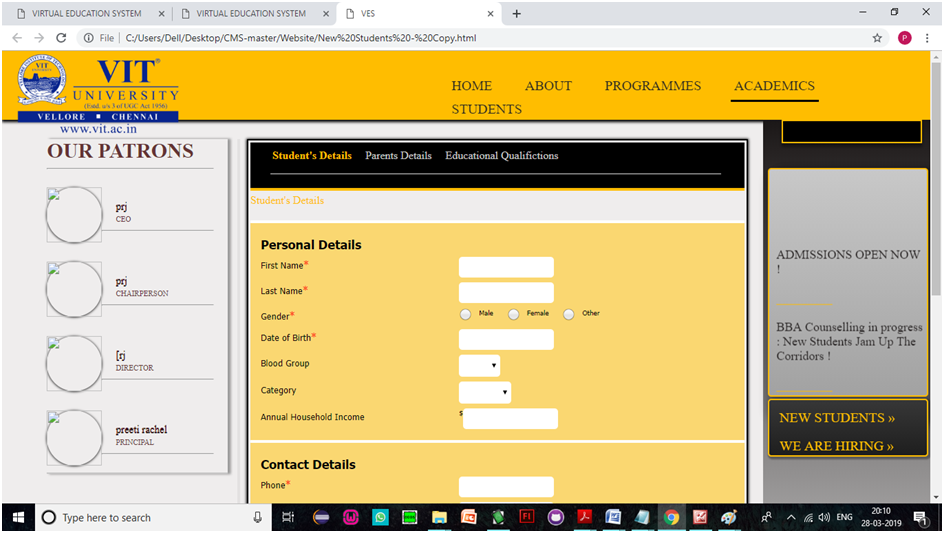 VIRTUAL EDUCATION SYSTEM
VIRTUAL EDUCATION SYSTEM
VES
File
C:/Users/Dell/Desktop/CMS-master/Website/New%20Students%20-%20Copy.html
P
VIT
VIT®
UNIVERSITY
(Estd. u/s 3 of UGC Act 1956)
VELLORE ■ CHENNAI
www.vit.ac.in
HOME ABOUT PROGRAMMES ACADEMICS
STUDENTS
OUR PATRONS
prj
CEO
prj
CHAIRPERSON
[rj
DIRECTOR
preeti rachel
PRINCIPAL
Student's Details Parents Details Educational Qualifictions
Student's Details
Personal Details
First Name*
Last Name*
Gender* Male Female Other
Date of Birth*
Blood Group
Category
Annual Household Income
Contact Details
Phone*
ADMISSIONS OPEN NOW
!
BBA Counselling in progress
: New Students Jam Up The
Corridors !
NEW STUDENTS »
WE ARE HIRING »
Type here to search
ENG
20:10
28-03-2019